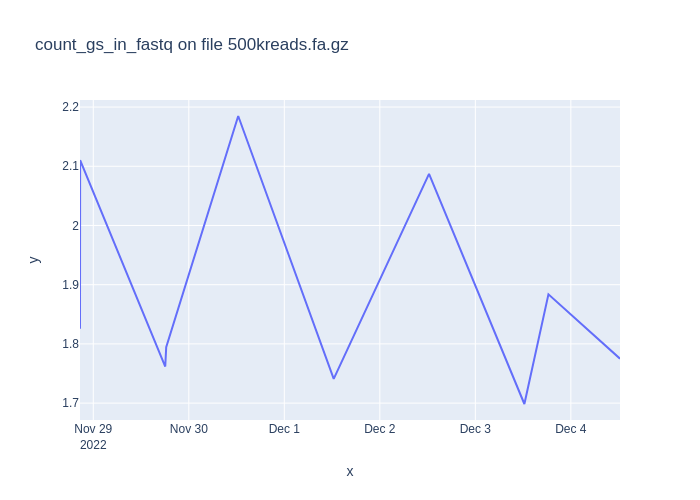 count_gs_in_fastq on file 500kreads.fa.gz
2.2
2.1
2
1.9
1.8
1.7
y
Nov 29
2022
Nov 30
Dec 1
Dec 2
Dec 3
Dec 4
x